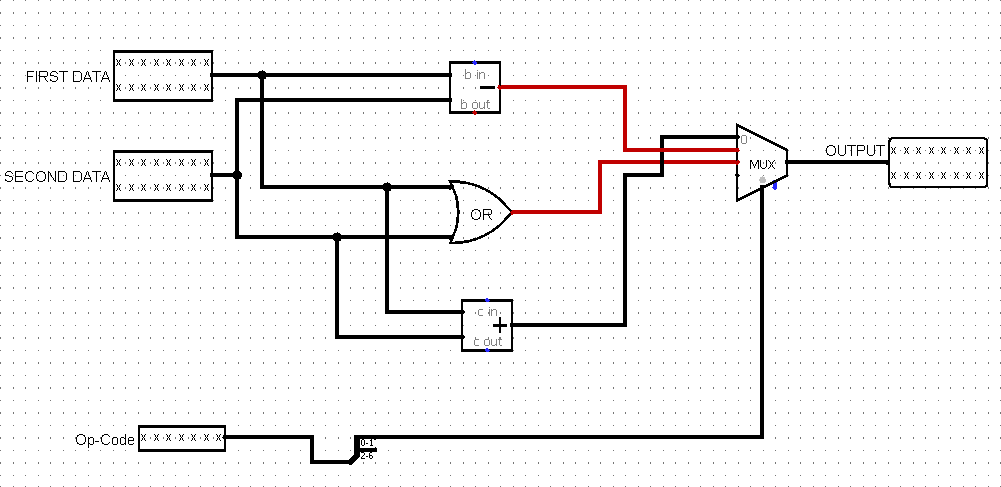 x x x x x x x x
FIRST DATA
x x x x x x x x
b in
b out
x x x x x x x x
SECOND DATA
x x x x x x x x
0
MUX
OUTPUT
x x x x x x x x
x x x x x x x x
OR
c in
+
c out
Op-Code
x x x x x x x
0-1
2-6